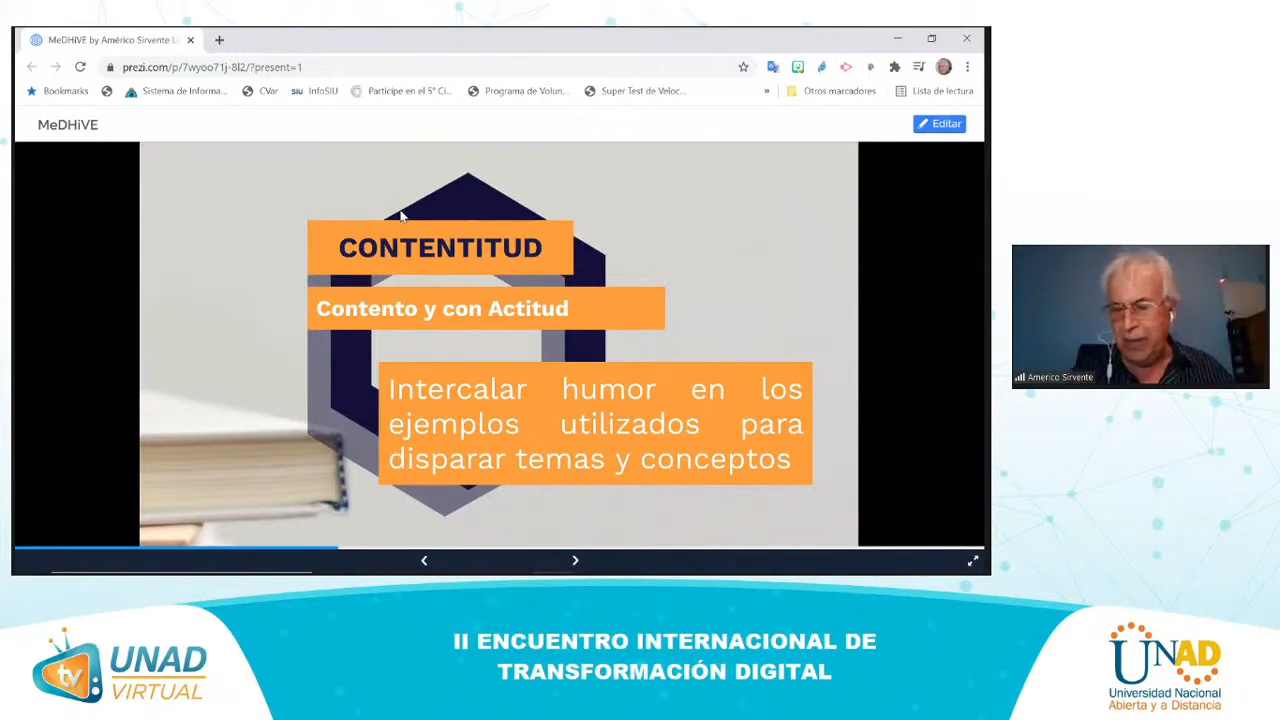 MeDHiVE by Américo Sirvente U
prezi.com/p/7wyoo71j-8l2/?present=1
Bookmarks
Sistema de Informa...
CVar
SIU InfoSIU
Participe en el 5° Ci...
Programa de Volun...
Super Test de Veloc...
»
Otros marcadores
Lista de lectura
MeDHiVE
Editar
CONTENTITUD
Contento y con Actitud
Intercalar humor en los
ejemplos utilizados para
disparar temas y conceptos
Americo Sirvente
tv
UNAD
VIRTUAL
II ENCUENTRO INTERNACIONAL DE
TRANSFORMACIÓN DIGITAL
UNAD
Universidad Nacional
Abierta y a Distancia